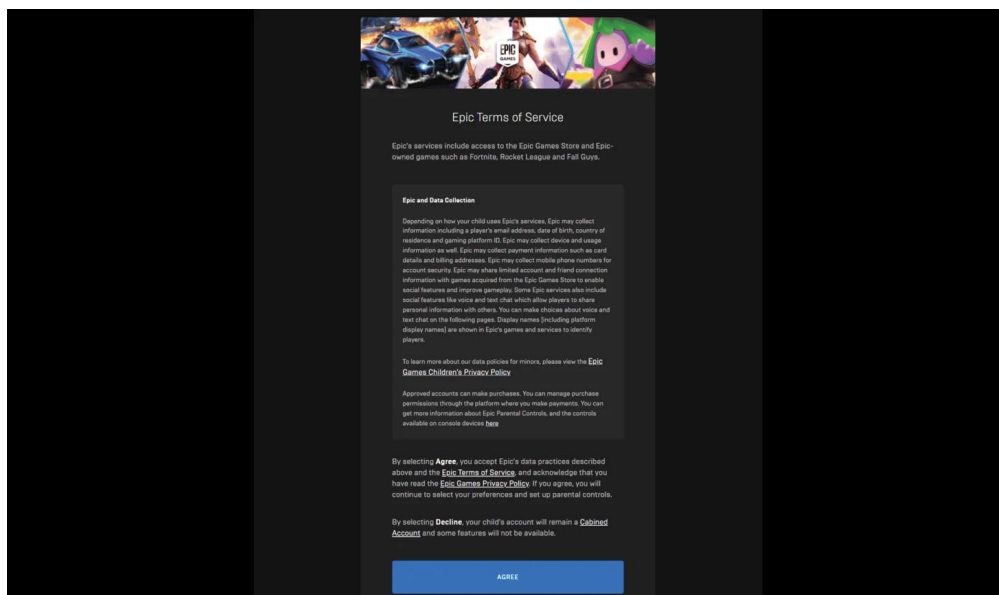 EPIC
GAMES
Epic Terms of Service
Epic's services include access to the Epic Games Store and Epic-
owned games such as Fortnite, Rocket League and Fall Guys.
Epic and Data Collection
Depending on how your child uses Epic's services, Epic may collect
information including a player's email address, date of birth, country of
residence and gaming platform ID. Epic may collect device and usage
information as well. Epic may collect payment information such as card
details and billing addresses. Epic may collect mobile phone numbers for
account security. Epic may share limited account and friend connection
information with games acquired from the Epic Games Store to enable
social features and improve gameplay. Some Epic services also include
social features like voice and text chat which allow players to share
personal information with others. You can make choices about voice and
text chat on the following pages. Display names [including platform
display names] are shown in Epic's games and services to identify
players.
To learn more about our data policies for minors, please view the Epic
Games Children's Privacy Policy
Approved accounts can make purchases. You can manage purchase
permissions through the platform where you make payments. You can
get more information about Epic Parental Controls, and the controls
available on console devices here
By selecting Agree, you accept Epic's data practices described
above and the Epic Terms of Service, and acknowledge that you
have read the Epic Games Privacy Policy. If you agree, you will
continue to select your preferences and set up parental controls.
By selecting Decline, your child's account will remain a Cabined
Account and some features will not be available.
AGREE